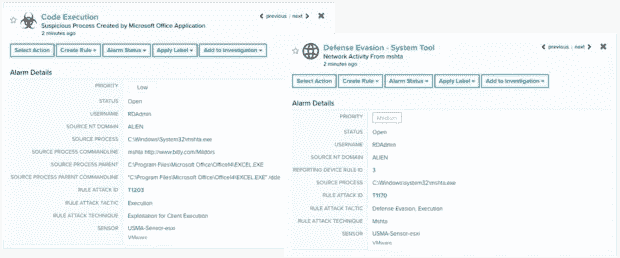 Code Execution
Suspicious Process Created by Microsoft Office Application
2 minutes ago
previous | next
Select Action
Create Rule
Alarm Status
Apply Label
Add to Investigation
Alarm Details
PRIORITY Low
STATUS Open
USERNAME RDAdmin
SOURCE NT DOMAIN ALIEN
SOURCE PROCESS C:\Windows\System32\mshta.exe
SOURCE PROCESS COMMANDLINE mshta http://www.bitly.com/
SOURCE PROCESS PARENT C:\Program Files\Microsoft Office\Office14\EXCEL.EXE
SOURCE PROCESS PARENT COMMANDLINE "C:\Program Files\Microsoft Office\Office14\EXCEL.EXE" /dde
RULE ATTACK ID T1203
RULE ATTACK TACTIC Execution
RULE ATTACK TECHNIQUE Exploitation for Client Execution
SENSOR USMA-Sensor-esxi
VMware
Defense Evasion - System Tool
Network Activity From mshta
2 minutes ago
previous | next
Select Action
Create Rule
Alarm Status
Apply Label
Add to Investigation
Alarm Details
PRIORITY Medium
STATUS Open
USERNAME RDAdmin
SOURCE NT DOMAIN ALIEN
REPORTING DEVICE RULE ID 3
SOURCE PROCESS C:\Windows\system32\mshta.exe
RULE ATTACK ID T1170
RULE ATTACK TACTIC Defense Evasion, Execution
RULE ATTACK TECHNIQUE Mshta
SENSOR USMA-Sensor-esxi
VMware